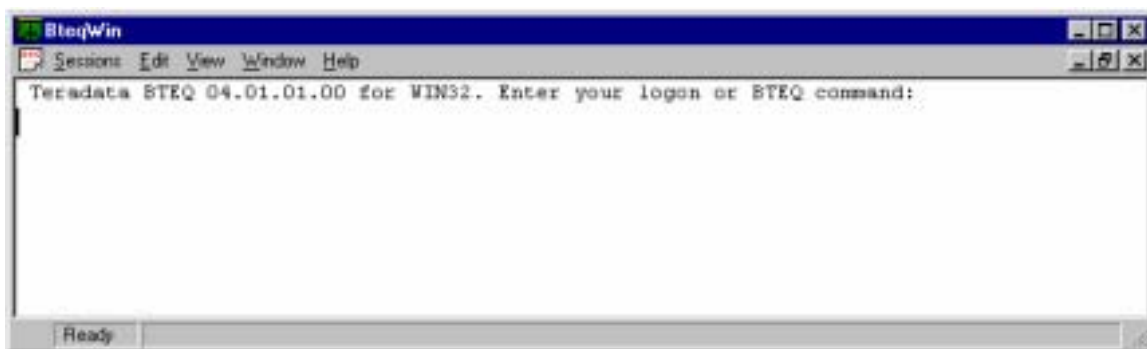 BteqWin
Sessions Edit View Window Help
Teradata BTEQ 04.01.01.00 for WIN32. Enter your logon or BTEQ command:
Ready